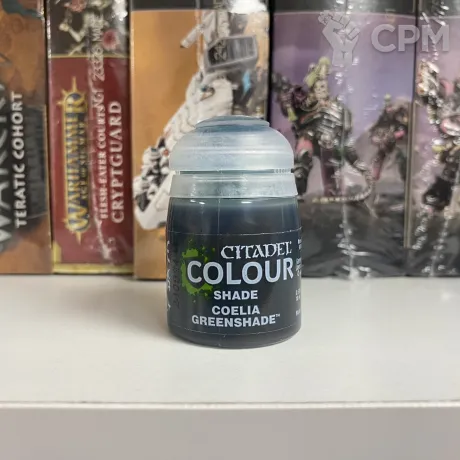 CPM
TERATIC COHORT
WARHAMMER
FLESH-EATER COURTS
CRYPTGUARD
CITADEL
COLOUR
SHADE
COELIA
GREENSHADE™